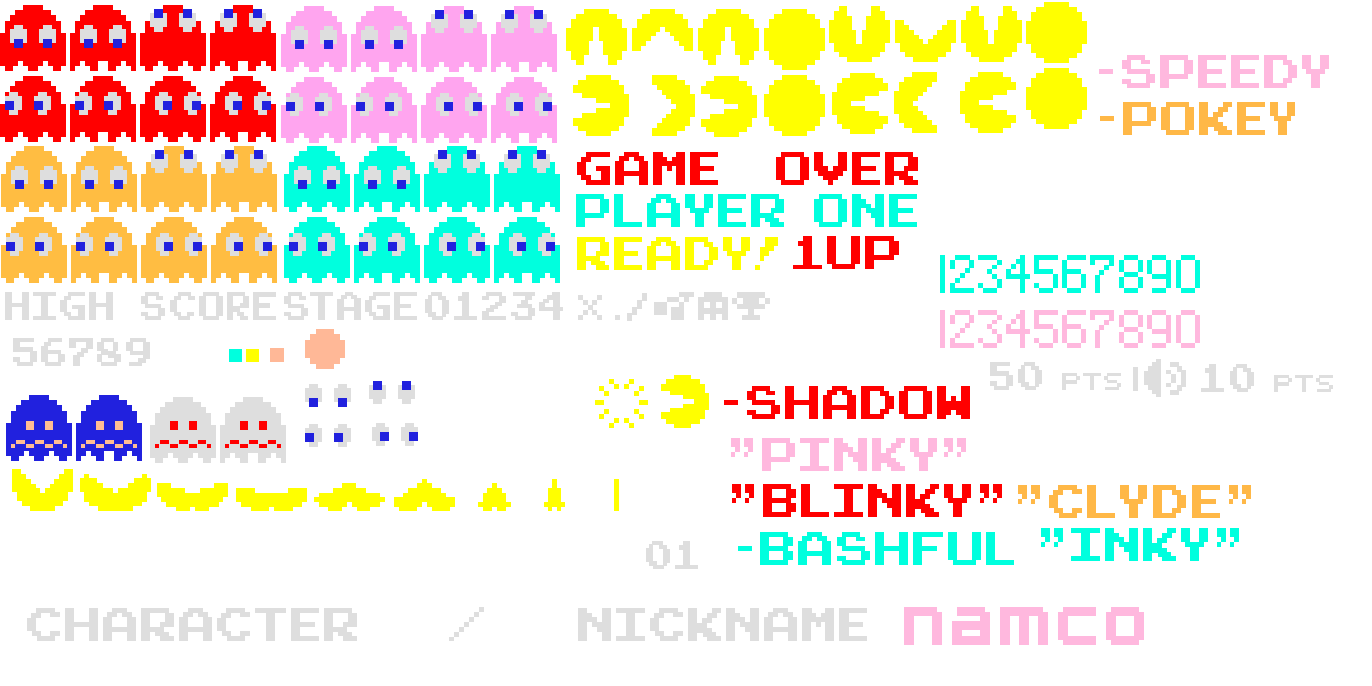 -SPEEDY
-POKEY
GAME OVER
PLAYER ONE
READY! 1UP
1234567890
HIGH SCORE STAGE 01234 X./
1234567890
56789
50 PTS 10 PTS
-SHADOW
"PINKY"
"BLINKY" "CLYDE"
-BASHFUL "INKY"
01
CHARACTER / NICKNAME namco